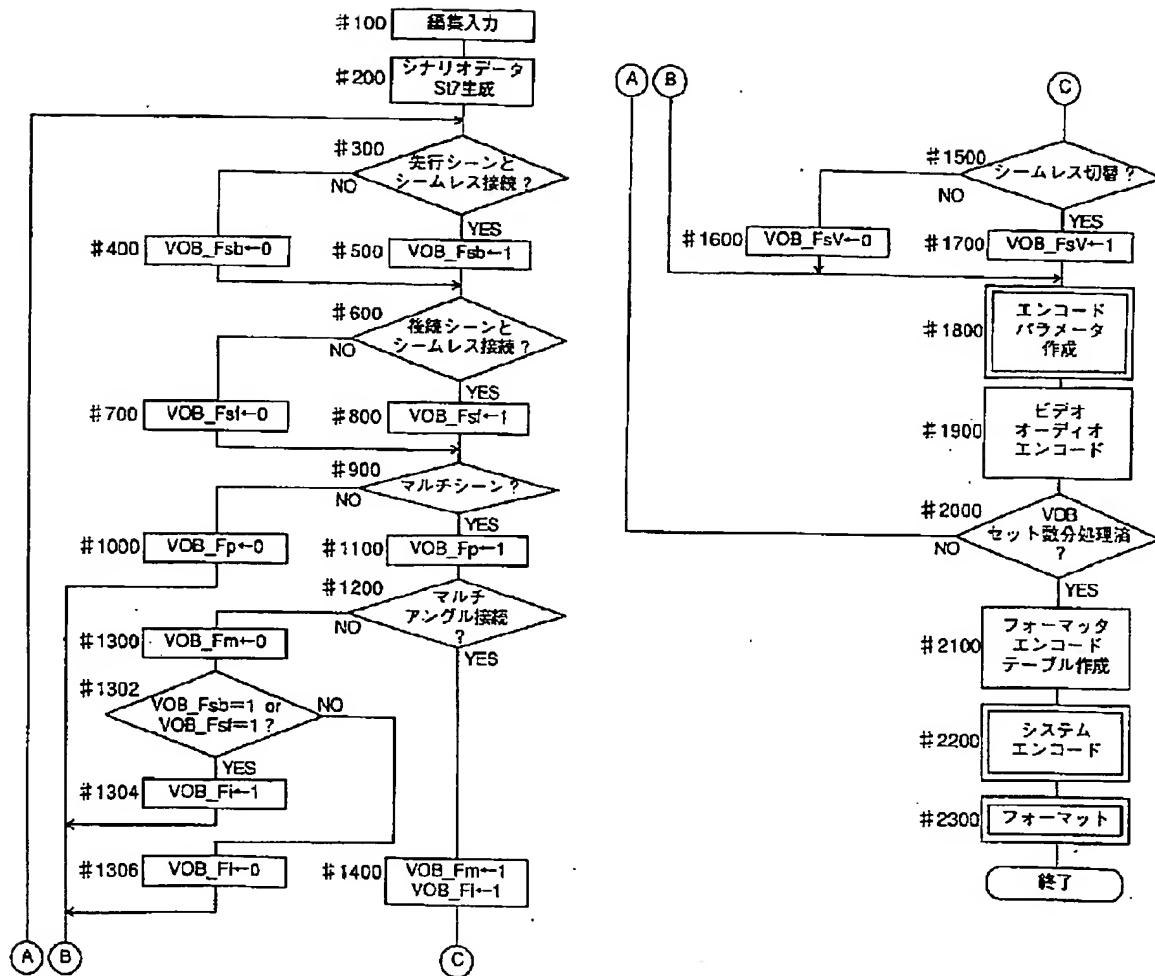 #100
編集入力
#200
シナリオデータ
St7生成
#300
先行シーンと
シームレス接続?
NO
YES
#400
VOB_Fsb←0
#500
VOB_Fsb←1
#600
後続シーンと
シームレス接続?
NO
YES
#700
VOB_Fsf←0
#800
VOB_Fsf←1
#900
マルチシーン?
NO
YES
#1000
VOB_Fp←0
#1100
VOB_Fp←1
#1200
マルチ
アングル接続
?
NO
YES
#1300
VOB_Fm←0
#1302
VOB_Fsb=1 or
VOB_Fsf=1?
NO
YES
#1304
VOB_Fi←1
#1306
VOB_Fi←0
#1400
VOB_Fm←1
VOB_Fi←1
A
B
C
A
B
C
#1500
シームレス切替?
NO
YES
#1600
VOB_FsV←0
#1700
VOB_FsV←1
#1800
エンコード
パラメータ
作成
#1900
ビデオ
オーディオ
エンコード
#2000
VOB
セット数分処理済
?
NO
YES
#2100
フォーマッタ
エンコード
テーブル作成
#2200
システム
エンコード
#2300
フォーマット
終了